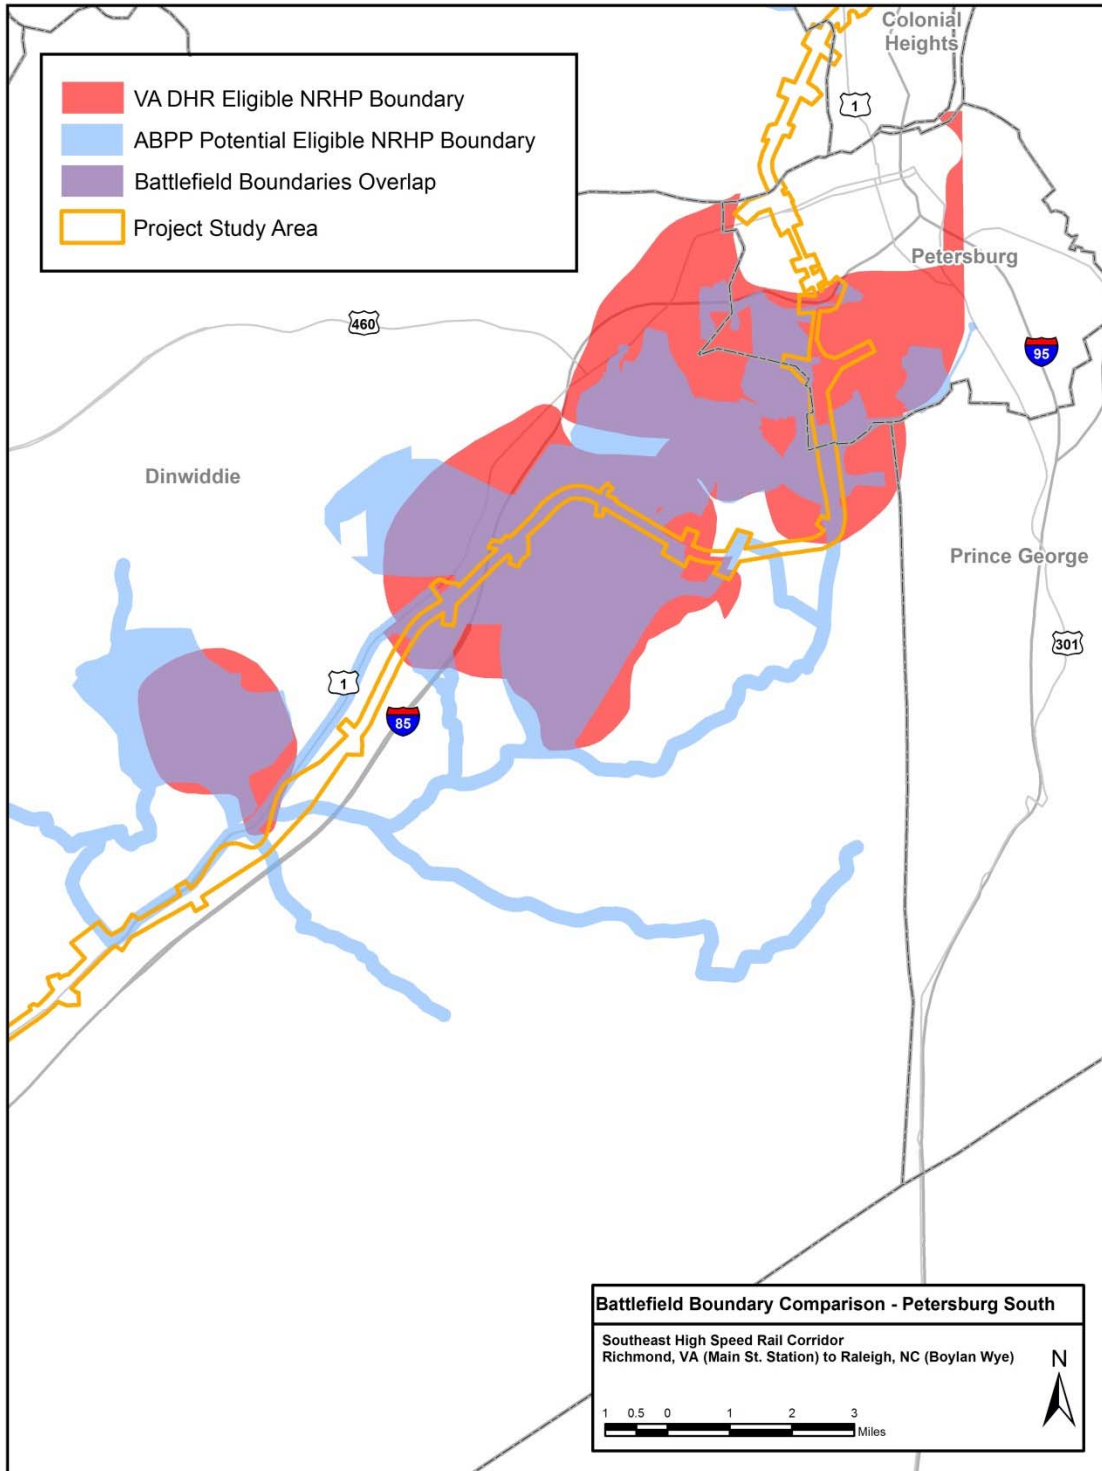 Colonial
Heights
VA DHR Eligible NRHP Boundary
ABPP Potential Eligible NRHP Boundary
Battlefield Boundaries Overlap
Project Study Area
1
Petersburg
460
95
Dinwiddie
Prince George
301
1
85
Battlefield Boundary Comparison - Petersburg South
Southeast High Speed Rail Corridor
Richmond, VA (Main St. Station) to Raleigh, NC (Boylan Wye)
N
1 0.5 0 1 2 3
Miles